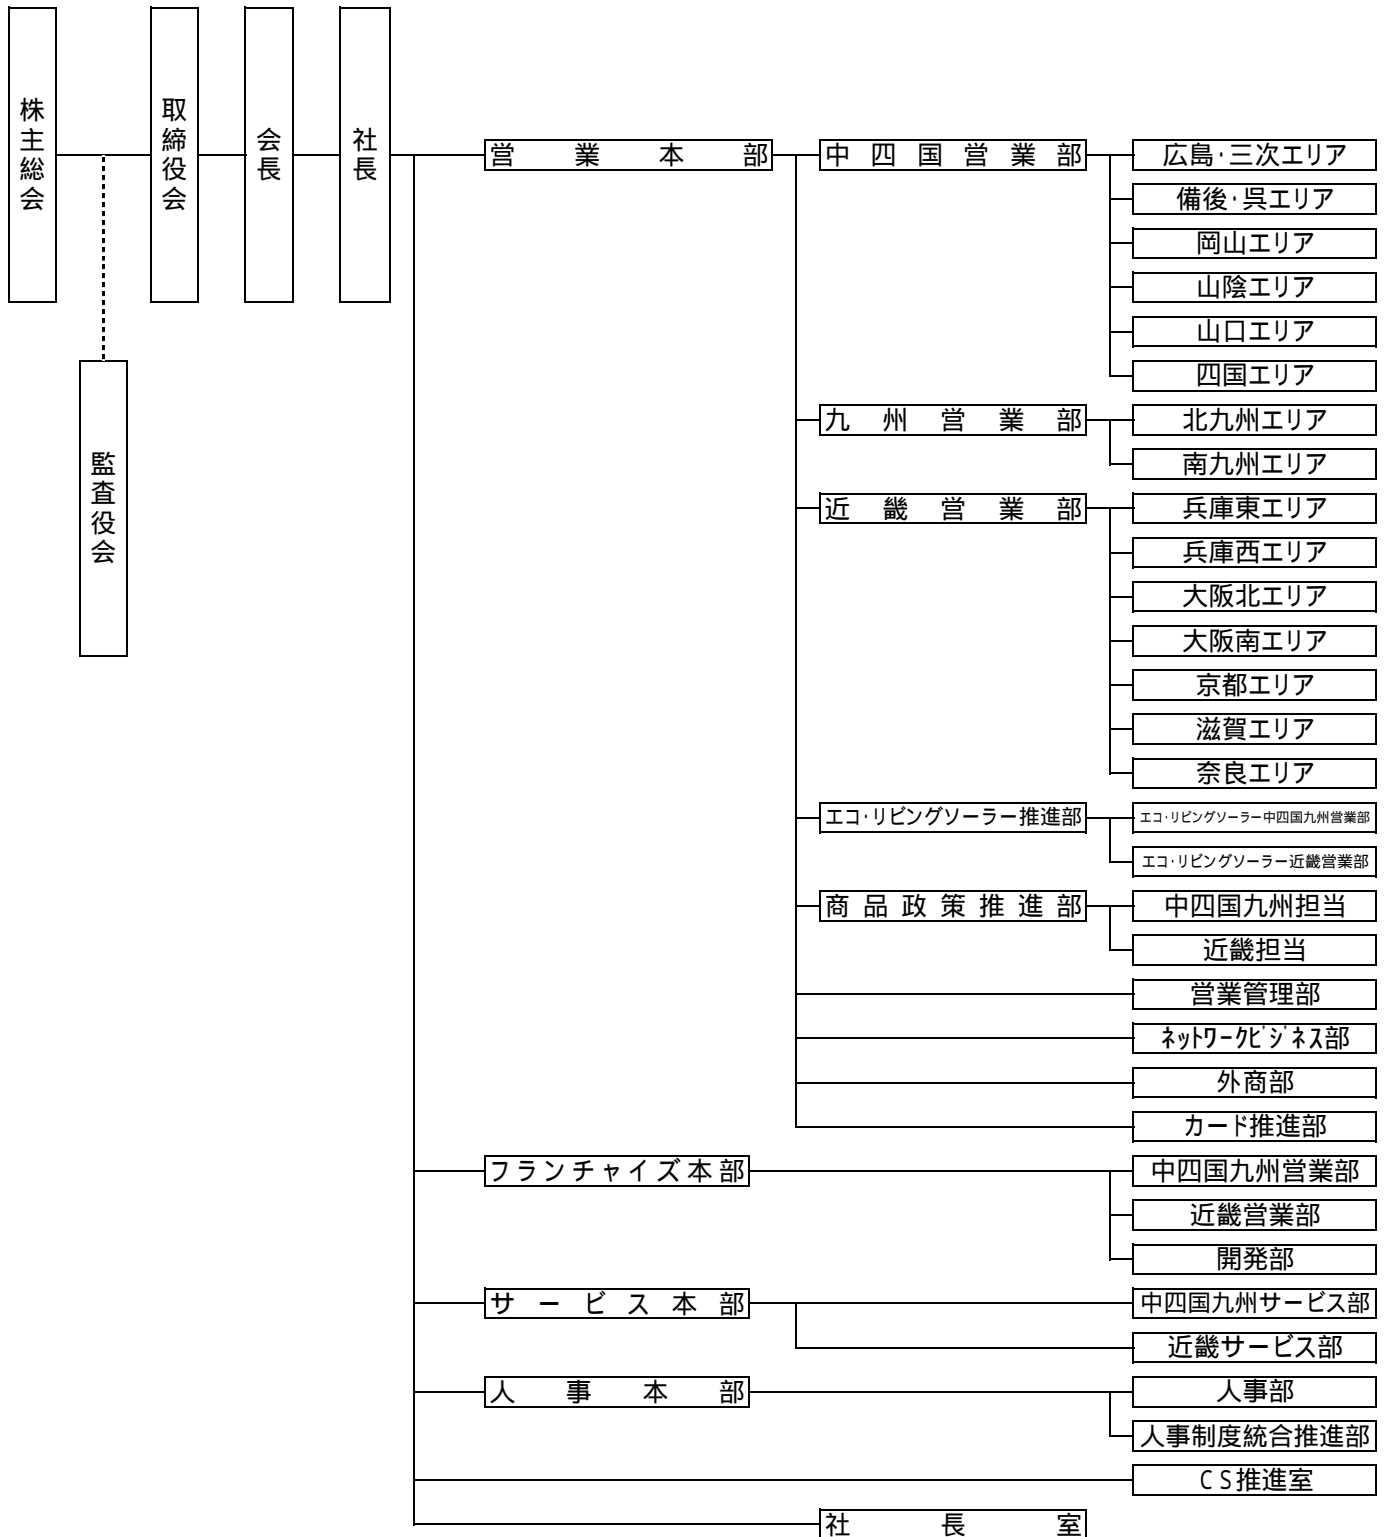 株主総会
取締役会
会長
社長
監査役会
営業本部
中四国営業部
広島・三次エリア
備後・呉エリア
岡山エリア
山陰エリア
山口エリア
四国エリア
九州営業部
北九州エリア
南九州エリア
近畿営業部
兵庫東エリア
兵庫西エリア
大阪北エリア
大阪南エリア
京都エリア
滋賀エリア
奈良エリア
エコ・リビングソーラー推進部
エコ・リビングソーラー中四国九州営業部
エコ・リビングソーラー近畿営業部
商品政策推進部
中四国九州担当
近畿担当
営業管理部
ネットワークビジネス部
外商部
カード推進部
フランチャイズ本部
中四国九州営業部
近畿営業部
開発部
サービス本部
中四国九州サービス部
近畿サービス部
人事本部
人事部
人事制度統合推進部
CS推進室
社長室